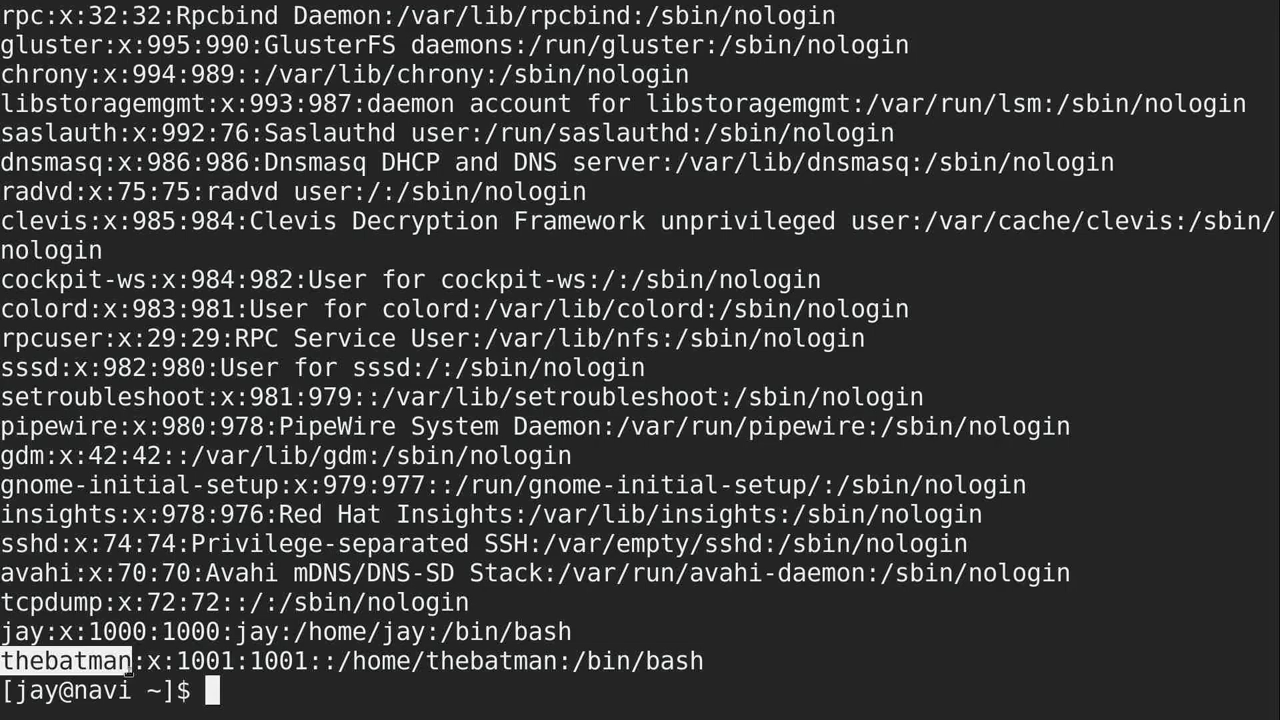 rpc:x:32:32:Rpcbind Daemon:/var/lib/rpcbind:/sbin/nologin
gluster:x:995:990:GlusterFS daemons:/run/gluster:/sbin/nologin
chrony:x:994:989::/var/lib/chrony:/sbin/nologin
libstoragemgmt:x:993:987:daemon account for libstoragemgmt:/var/run/lsm:/sbin/nologin
saslauth:x:992:76:Saslauthd user:/run/saslauthd:/sbin/nologin
dnsmasq:x:986:986:Dnsmasq DHCP and DNS server:/var/lib/dnsmasq:/sbin/nologin
radvd:x:75:75:radvd user:/:/sbin/nologin
clevis:x:985:984:Clevis Decryption Framework unprivileged user:/var/cache/clevis:/sbin/
nologin
cockpit-ws:x:984:982:User for cockpit-ws:/:/sbin/nologin
colord:x:983:981:User for colord:/var/lib/colord:/sbin/nologin
rpcuser:x:29:29:RPC Service User:/var/lib/nfs:/sbin/nologin
sssd:x:982:980:User for sssd:/:/sbin/nologin
setroubleshoot:x:981:979::/var/lib/setroubleshoot:/sbin/nologin
pipewire:x:980:978:PipeWire System Daemon:/var/run/pipewire:/sbin/nologin
gdm:x:42:42::/var/lib/gdm:/sbin/nologin
gnome-initial-setup:x:979:977::/run/gnome-initial-setup/:/sbin/nologin
insights:x:978:976:Red Hat Insights:/var/lib/insights:/sbin/nologin
sshd:x:74:74:Privilege-separated SSH:/var/empty/sshd:/sbin/nologin
avahi:x:70:70:Avahi mDNS/DNS-SD Stack:/var/run/avahi-daemon:/sbin/nologin
tcpdump:x:72:72::/:/sbin/nologin
jay:x:1000:1000:jay:/home/jay:/bin/bash
thebatman:x:1001:1001::/home/thebatman:/bin/bash
[jay@navi ~]$